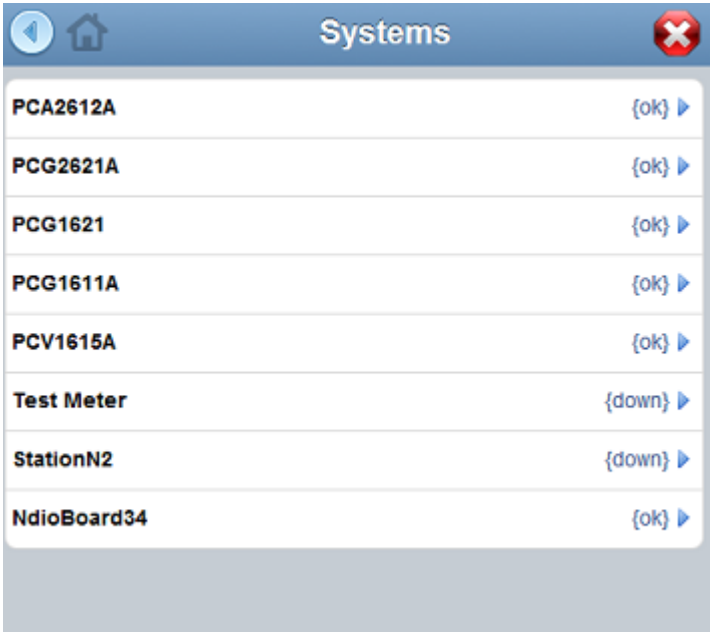 Systems
PCA2612A {ok}
PCG2621A {ok}
PCG1621 {ok}
PCG1611A {ok}
PCV1615A {ok}
Test Meter {down}
StationN2 {down}
NdioBoard34 {ok}